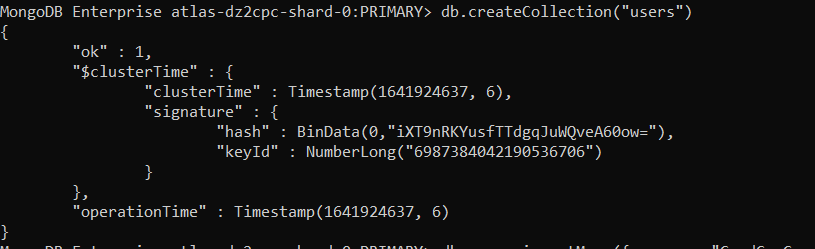 MongoDB Enterprise atlas-dz2cpc-shard-0:PRIMARY> db.createCollection("users")
{
"ok" : 1,
"$clusterTime" : {
"clusterTime" : Timestamp(1641924637, 6),
"signature" : {
"hash" : BinData(0,"iXT9nRKYusfTTdgqJuWQveA60ow="),
"keyId" : NumberLong("6987384042190536706")
}
},
"operationTime" : Timestamp(1641924637, 6)
}